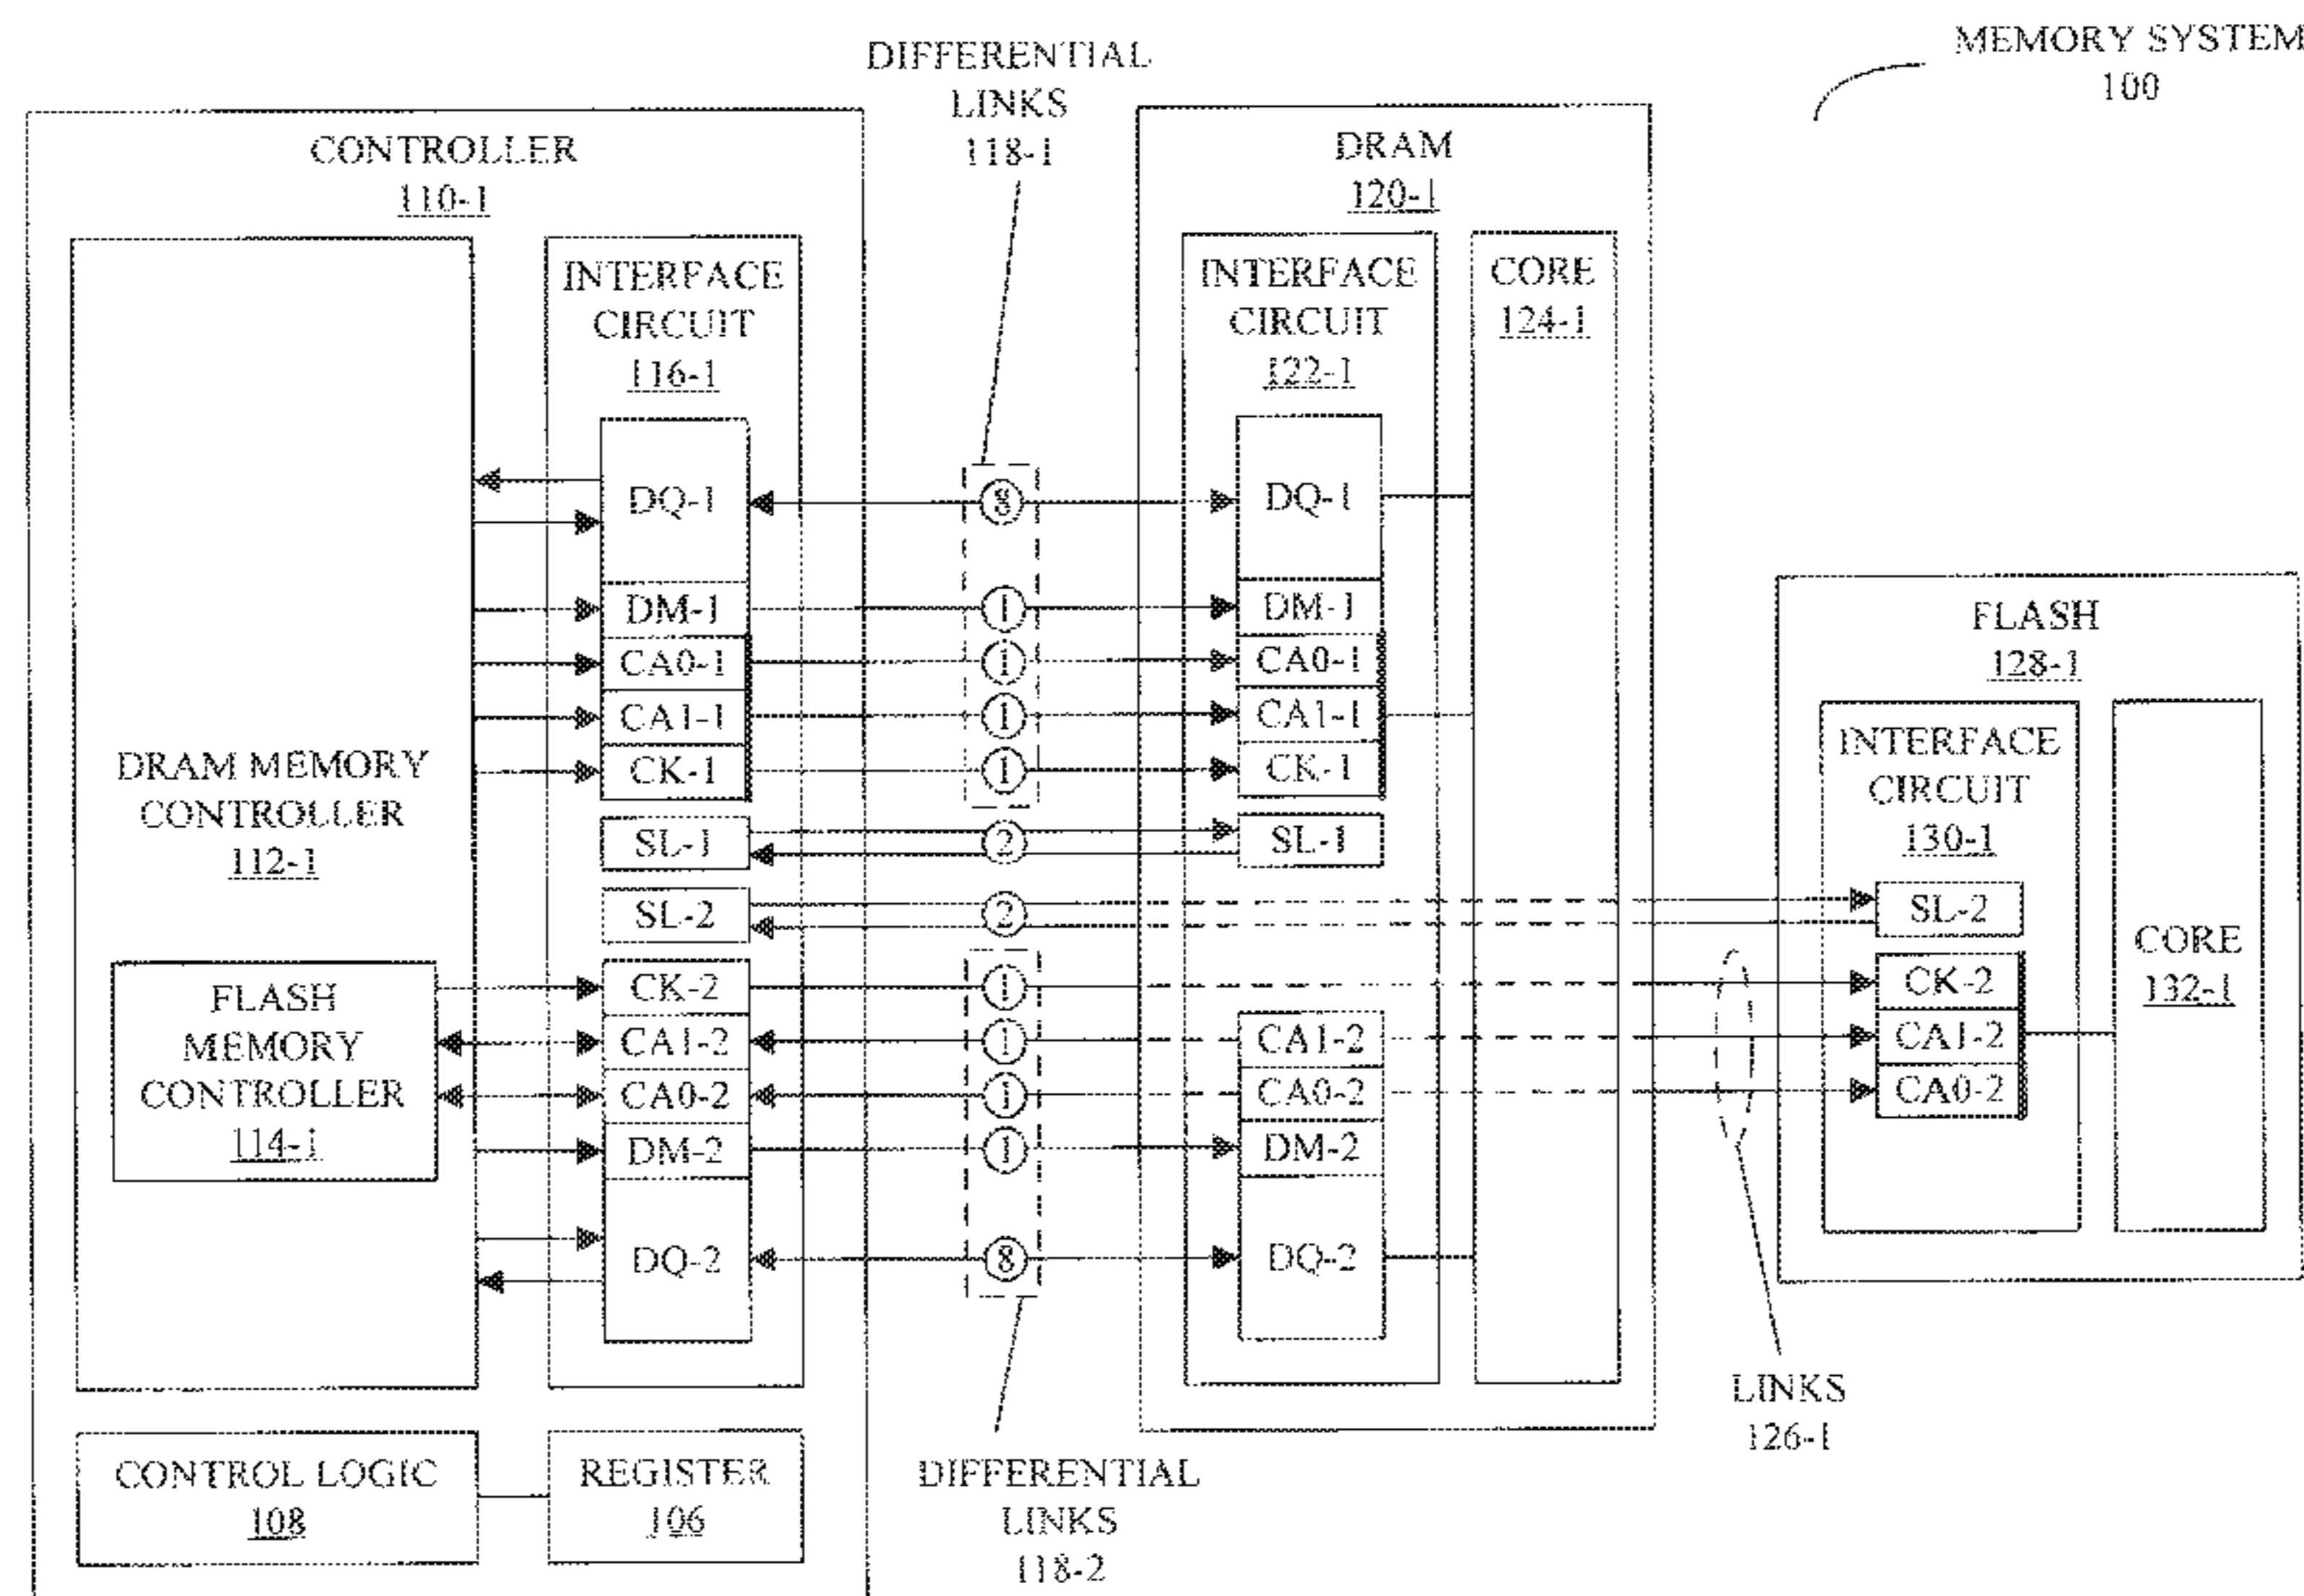 MEMORY SYSTEM
100
DIFFERENTIAL
LINKS
118-1
CONTROLLER
110-1
DRAM
120-1
INTERFACE
CIRCUIT
116-1
INTERFACE
CIRCUIT
122-1
CORE
124-1
DQ-1
8
DQ-1
DM-1
1
DM-1
CA0-1
1
CA0-1
CA1-1
1
CA1-1
CK-1
1
CK-1
SL-1
2
SL-1
SL-2
2
DRAM MEMORY
CONTROLLER
112-1
FLASH
MEMORY
CONTROLLER
114-1
CK-2
1
CA1-2
1
CA1-2
CA0-2
1
CA0-2
DM-2
1
DM-2
DQ-2
8
DQ-2
FLASH
128-1
INTERFACE
CIRCUIT
130-1
SL-2
CK-2
CA1-2
CA0-2
CORE
132-1
LINKS
126-1
CONTROL LOGIC
108
REGISTER
106
DIFFERENTIAL
LINKS
118-2